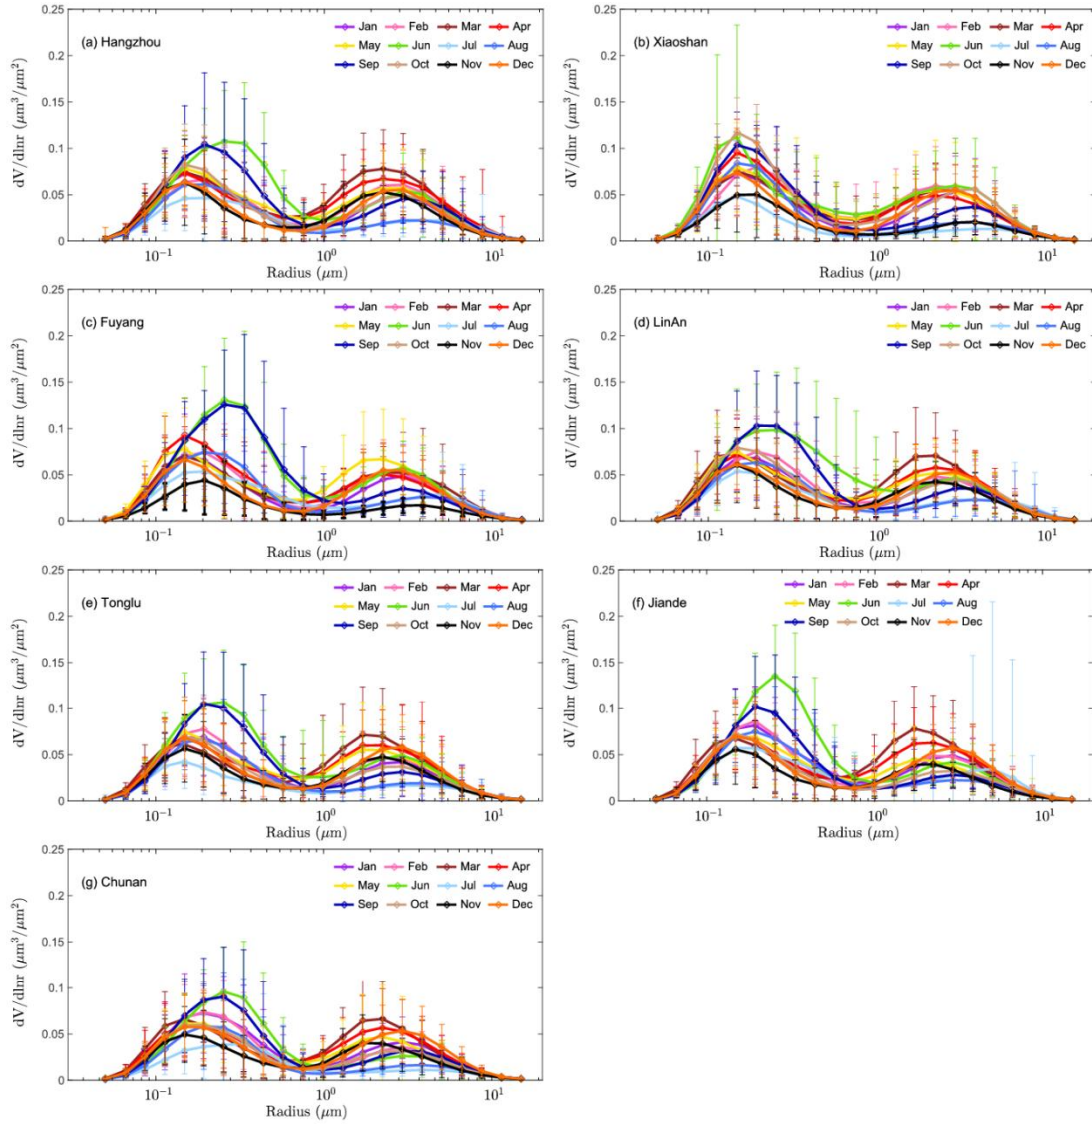 0.25
0.2
0.15
0.1
0.05
0
dV/dlnr (μm³/μm²)
(a) Hangzhou
Jan Feb Mar Apr
May Jun Jul Aug
Sep Oct Nov Dec
10⁻¹ 10⁰ 10¹
Radius (μm)
0.25
0.2
0.15
0.1
0.05
0
dV/dlnr (μm³/μm²)
(b) Xiaoshan
Jan Feb Mar Apr
May Jun Jul Aug
Sep Oct Nov Dec
10⁻¹ 10⁰ 10¹
Radius (μm)
0.25
0.2
0.15
0.1
0.05
0
dV/dlnr (μm³/μm²)
(c) Fuyang
Jan Feb Mar Apr
May Jun Jul Aug
Sep Oct Nov Dec
10⁻¹ 10⁰ 10¹
Radius (μm)
0.25
0.2
0.15
0.1
0.05
0
dV/dlnr (μm³/μm²)
(d) LinAn
Jan Feb Mar Apr
May Jun Jul Aug
Sep Oct Nov Dec
10⁻¹ 10⁰ 10¹
Radius (μm)
0.25
0.2
0.15
0.1
0.05
0
dV/dlnr (μm³/μm²)
(e) Tonglu
Jan Feb Mar Apr
May Jun Jul Aug
Sep Oct Nov Dec
10⁻¹ 10⁰ 10¹
Radius (μm)
0.25
0.2
0.15
0.1
0.05
0
dV/dlnr (μm³/μm²)
(f) Jiande
Jan Feb Mar Apr
May Jun Jul Aug
Sep Oct Nov Dec
10⁻¹ 10⁰ 10¹
Radius (μm)
0.25
0.2
0.15
0.1
0.05
0
dV/dlnr (μm³/μm²)
(g) Chunan
Jan Feb Mar Apr
May Jun Jul Aug
Sep Oct Nov Dec
10⁻¹ 10⁰ 10¹
Radius (μm)